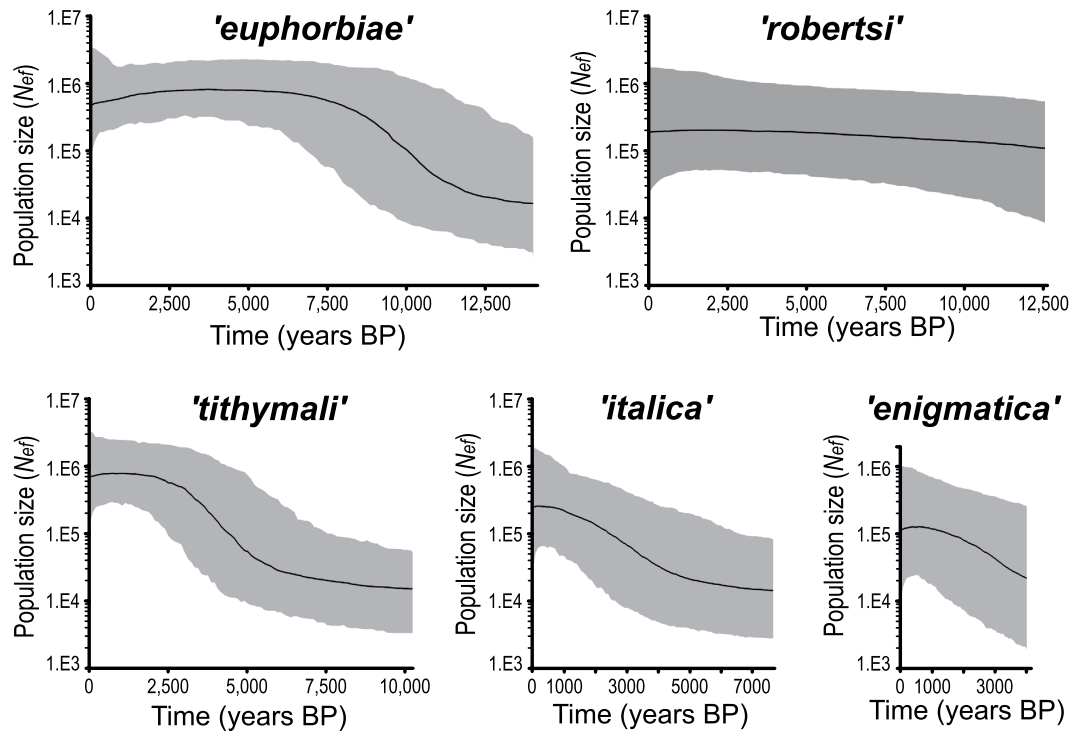 'euphorbiae'
1.E7
1.E6
1.E5
1.E4
1.E3
Population size (Nef)
0 2,500 5,000 7,500 10,000 12,500
Time (years BP)
'robertsi'
1.E7
1.E6
1.E5
1.E4
1.E3
Population size (Nef)
0 2,500 5,000 7,500 10,000 12,500
Time (years BP)
'tithymali'
1.E7
1.E6
1.E5
1.E4
1.E3
Population size (Nef)
0 2,500 5,000 7,500 10,000
Time (years BP)
'italica'
1.E7
1.E6
1.E5
1.E4
1.E3
Population size (Nef)
0 1000 3000 5000 7000
Time (years BP)
'enigmatica'
1.E6
1.E5
1.E4
1.E3
Population size (Nef)
0 1000 3000
Time (years BP)